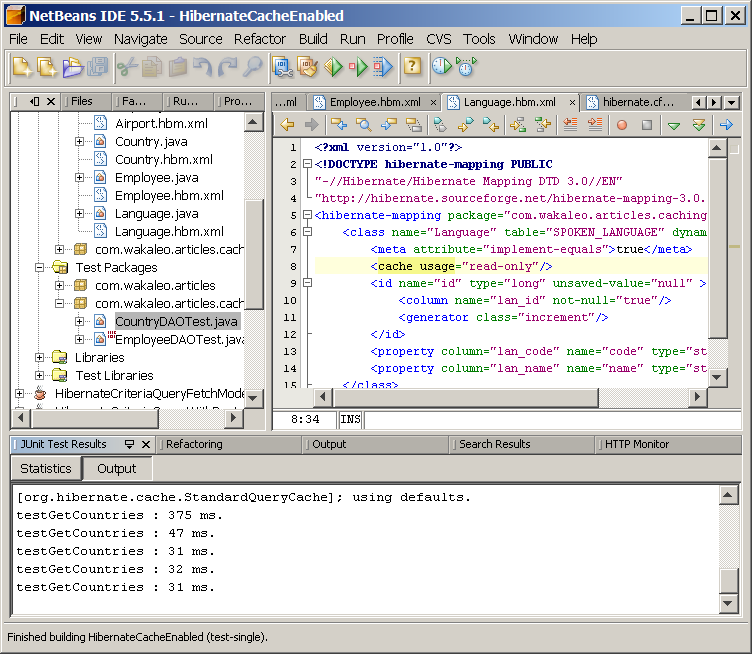 NetBeans IDE 5.5.1 - HibernateCacheEnabled
File Edit View Navigate Source Refactor Build Run Profile CVS Tools Window Help
Files Fa... Ru... Pro...
Airport.hbm.xml
Country.java
Country.hbm.xml
Employee.java
Employee.hbm.xml
Language.java
Language.hbm.xml
com.wakaleo.articles.cach
Test Packages
com.wakaleo.articles
com.wakaleo.articles.cach
CountryDAOTest.java
EmployeeDAOTest.java
Libraries
Test Libraries
HibernateCriteriaQueryFetchMode
...ml Employee.hbm.xml Language.hbm.xml hibernate.cf...
1 <?xml version="1.0"?>
2 <!DOCTYPE hibernate-mapping PUBLIC
3 "-//Hibernate/Hibernate Mapping DTD 3.0//EN"
4 "http://hibernate.sourceforge.net/hibernate-mapping-3.0.
5 <hibernate-mapping package="com.wakaleo.articles.caching
6 <class name="Language" table="SPOKEN_LANGUAGE" dynam
7 <meta attribute="implement-equals">true</meta>
8 <cache usage="read-only"/>
9 <id name="id" type="long" unsaved-value="null" >
10 <column name="lan_id" not-null="true"/>
11 <generator class="increment"/>
12 </id>
13 <property column="lan_code" name="code" type="st
14 <property column="lan_name" name="name" type="st
15 </class>
8:34 INS
JUnit Test Results Refactoring Output Search Results HTTP Monitor
Statistics Output
[org.hibernate.cache.StandardQueryCache]; using defaults.
testGetCountries : 375 ms.
testGetCountries : 47 ms.
testGetCountries : 31 ms.
testGetCountries : 32 ms.
testGetCountries : 31 ms.
Finished building HibernateCacheEnabled (test-single).